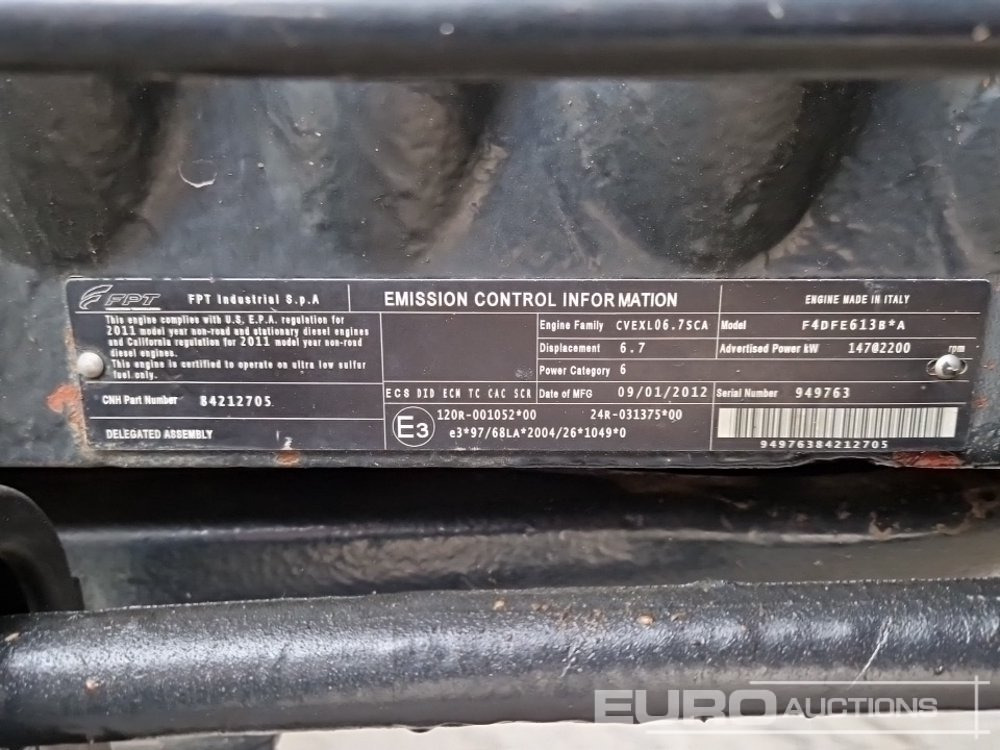 FPT FPT Industrial S.p.A EMISSION CONTROL INFORMATION ENGINE MADE IN ITALY
This engine complies with U.S. E.P.A. regulation for
2011 model year non-road and stationary diesel engines
and California regulation for 2011 model year non-road
diesel engines.
This engine is certified to operate on ultra low sulfur
fuel only.
CNH Part Number 84212705
DELEGATED ASSEMBLY
Engine Family CVEXL06.7SCA
Displacement 6.7
Power Category 6
ECS DID ECM TC CAC SCR Date of MFG 09/01/2012
E3 120R-001052*00 24R-031375*00
e3*97/68LA*2004/26*1049*0
Model F4DFE613B*A
Advertised Power kW 147@2200 rpm
Serial Number 949763
94976384212705
EURO AUCTIONS